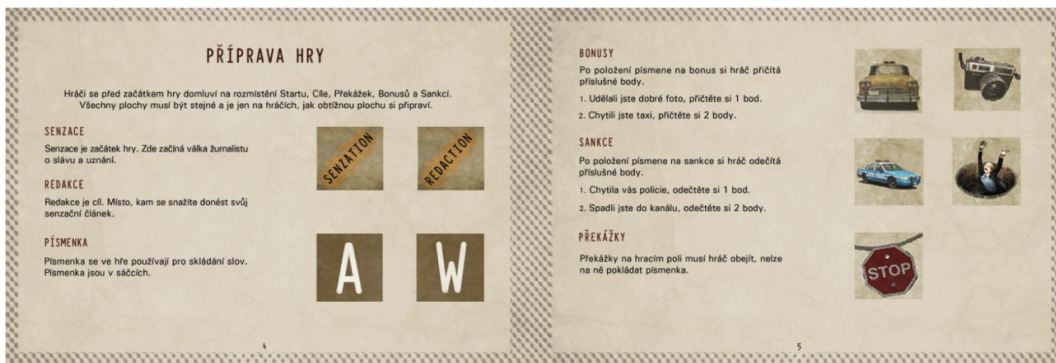 PŘÍPRAVA HRY
Hráči se před začátkem hry domluví na rozmístění Startu, Cíle, Překážek, Bonusů a Sankcí.
Všechny plochy musí být stejné a je jen na hráčích, jak obtížnou plochu si připraví.
SENZACE
Senzace je začátek hry. Zde začíná válka žurnalistu
o slávu a uznání.
SENZATION
REDACTION
REDAKCE
Redakce je cíl. Místo, kam se snažíte donést svůj
senzační článek.
PÍSMENKA
Písmenka se ve hře používají pro skládání slov.
Písmenka jsou v sáčcích.
A
W
4
BONUSY
Po položení písmene na bonus si hráč přičítá
příslušné body.
1. Udělali jste dobré foto, přičtěte si 1 bod.
2. Chytili jste taxi, přičtěte si 2 body.
SANKCE
Po položení písmene na sankce si hráč odečítá
příslušné body.
1. Chytila vás policie, odečtěte si 1 bod.
2. Spadli jste do kanálu, odečtěte si 2 body.
PŘEKÁŽKY
Překážky na hracím poli musí hráč obejít, nelze
na ně pokládat písmenka.
STOP
5